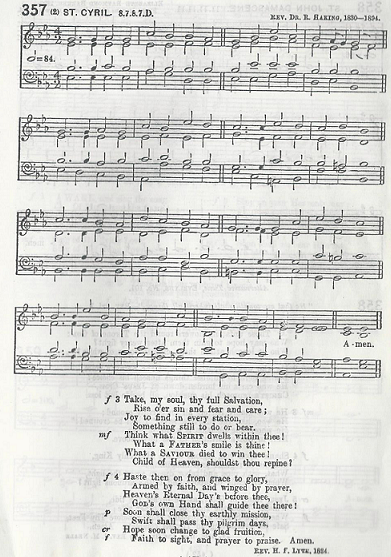 357 (2) ST. CYRIL. 8.7.8.7.D.
REV. DR. R. HAKING, 1830—1894.
=84.
A-men.
f 3 Take, my soul, thy full Salvation,
Rise o'er sin and fear and care;
Joy to find in every station,
Something still to do or bear.
mf Think what SPIRIT dwells within thee!
What a FATHER'S smile is thine!
What a SAVIOUR died to win thee!
Child of Heaven, shouldst thou repine?
f 4 Haste then on from grace to glory,
Armed by faith, and winged by prayer,
Heaven's Eternal Day's before thee,
God's own Hand shall guide thee there!
p Soon shall close thy earthly mission,
Swift shall pass thy pilgrim days,
cr Hope soon change to glad fruition,
f Faith to sight, and prayer to praise. Amen.
REV. H. F. LYTE, 1824.